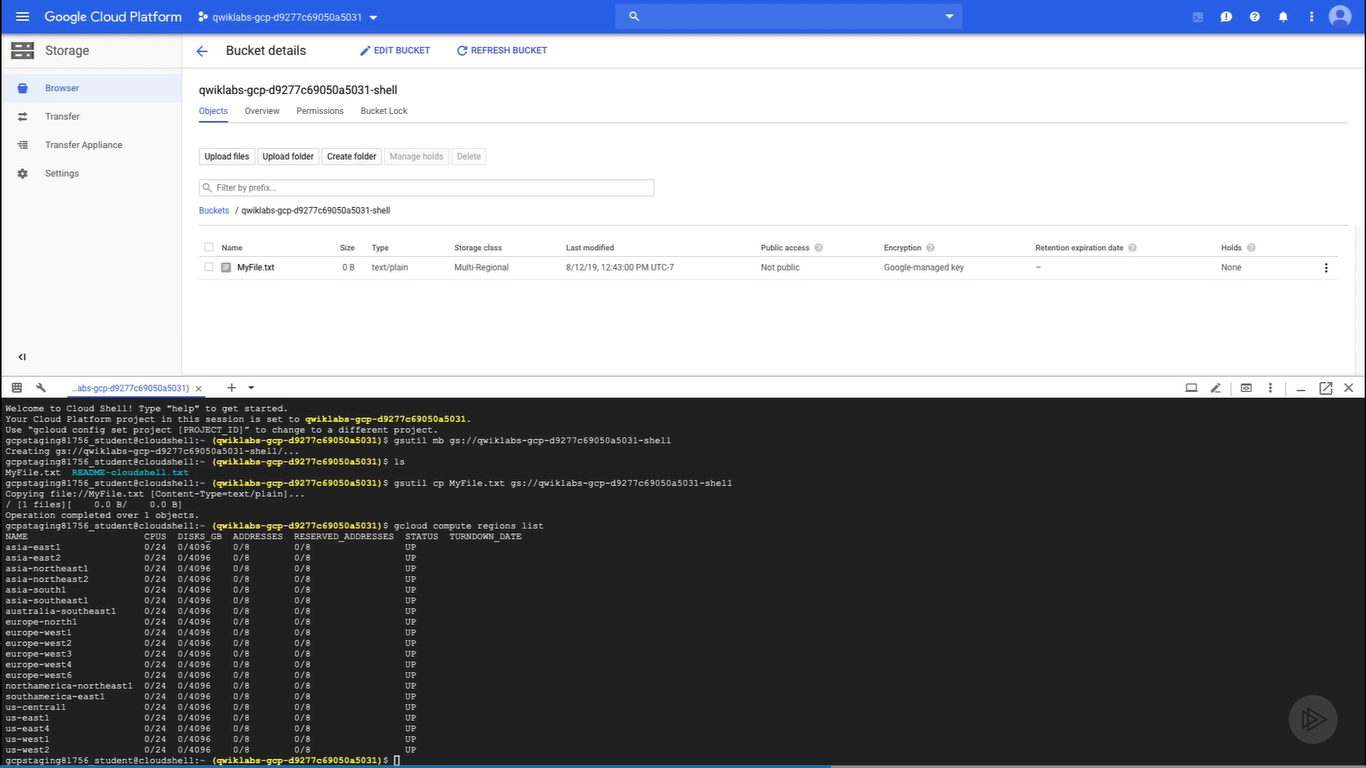 Google Cloud Platform qwiklabs-gcp-d9277c69050a5031
Storage
Bucket details EDIT BUCKET REFRESH BUCKET
Browser
Transfer
Transfer Appliance
Settings
qwiklabs-gcp-d9277c69050a5031-shell
Objects Overview Permissions Bucket Lock
Upload files Upload folder Create folder Manage holds Delete
Filter by prefix...
Buckets / qwiklabs-gcp-d9277c69050a5031-shell
Name Size Type Storage class Last modified Public access Encryption Retention expiration date Holds
MyFile.txt 0 B text/plain Multi-Regional 8/12/19, 12:43:00 PM UTC-7 Not public Google-managed key – None
...abs-gcp-d9277c69050a5031)
Welcome to Cloud Shell! Type "help" to get started.
Your Cloud Platform project in this session is set to qwiklabs-gcp-d9277c69050a5031.
Use "gcloud config set project [PROJECT_ID]" to change to a different project.
gcpstaging81756_student@cloudshell:~ (qwiklabs-gcp-d9277c69050a5031)$ gsutil mb gs://qwiklabs-gcp-d9277c69050a5031-shell
Creating gs://qwiklabs-gcp-d9277c69050a5031-shell/...
gcpstaging81756_student@cloudshell:~ (qwiklabs-gcp-d9277c69050a5031)$ ls
MyFile.txt README-cloudshell.txt
gcpstaging81756_student@cloudshell:~ (qwiklabs-gcp-d9277c69050a5031)$ gsutil cp MyFile.txt gs://qwiklabs-gcp-d9277c69050a5031-shell
Copying file://MyFile.txt [Content-Type=text/plain]...
/ [1 files][ 0.0 B/ 0.0 B]
Operation completed over 1 objects.
gcpstaging81756_student@cloudshell:~ (qwiklabs-gcp-d9277c69050a5031)$ gcloud compute regions list
NAME CPUS DISKS_GB ADDRESSES RESERVED_ADDRESSES STATUS TURNDOWN_DATE
asia-east1 0/24 0/4096 0/8 0/8 UP
asia-east2 0/24 0/4096 0/8 0/8 UP
asia-northeast1 0/24 0/4096 0/8 0/8 UP
asia-northeast2 0/24 0/4096 0/8 0/8 UP
asia-south1 0/24 0/4096 0/8 0/8 UP
asia-southeast1 0/24 0/4096 0/8 0/8 UP
australia-southeast1 0/24 0/4096 0/8 0/8 UP
europe-north1 0/24 0/4096 0/8 0/8 UP
europe-west1 0/24 0/4096 0/8 0/8 UP
europe-west2 0/24 0/4096 0/8 0/8 UP
europe-west3 0/24 0/4096 0/8 0/8 UP
europe-west4 0/24 0/4096 0/8 0/8 UP
europe-west6 0/24 0/4096 0/8 0/8 UP
northamerica-northeast1 0/24 0/4096 0/8 0/8 UP
southamerica-east1 0/24 0/4096 0/8 0/8 UP
us-central1 0/24 0/4096 0/8 0/8 UP
us-east1 0/24 0/4096 0/8 0/8 UP
us-east4 0/24 0/4096 0/8 0/8 UP
us-west1 0/24 0/4096 0/8 0/8 UP
us-west2 0/24 0/4096 0/8 0/8 UP
gcpstaging81756_student@cloudshell:~ (qwiklabs-gcp-d9277c69050a5031)$